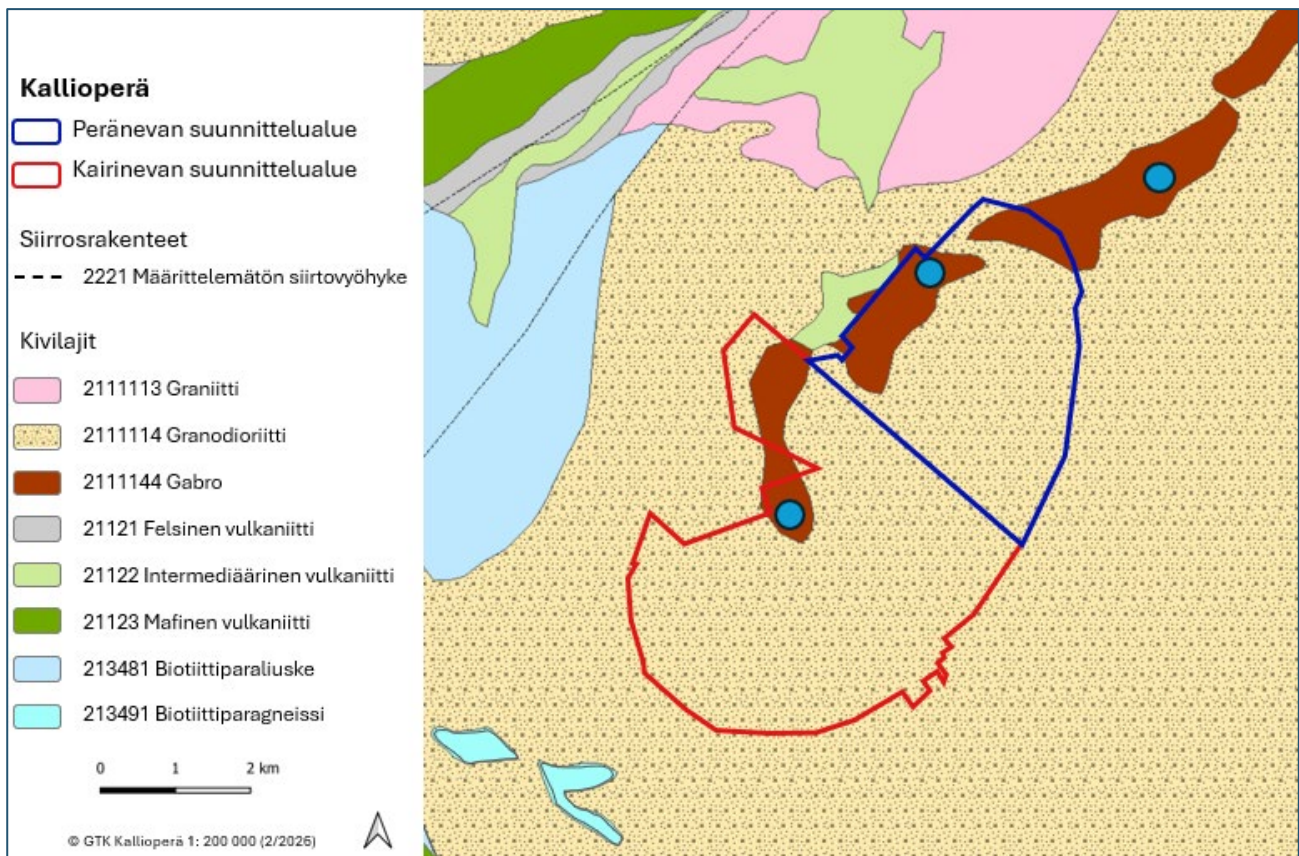 Kallioperä
Peränevan suunnittelualue
Kairinevan suunnittelualue
Siirrosrakenteet
2221 Määrittelemätön siirtovyöhyke
Kivilajit
2111113 Graniitti
2111114 Granodioriitti
2111144 Gabro
21121 Felsinen vulkaniitti
21122 Intermediäärinen vulkaniitti
21123 Mafinen vulkaniitti
213481 Biotiittiparaliuske
213491 Biotiittiparagneissi
0 1 2 km
© GTK Kallioperä 1: 200 000 (2/2026)